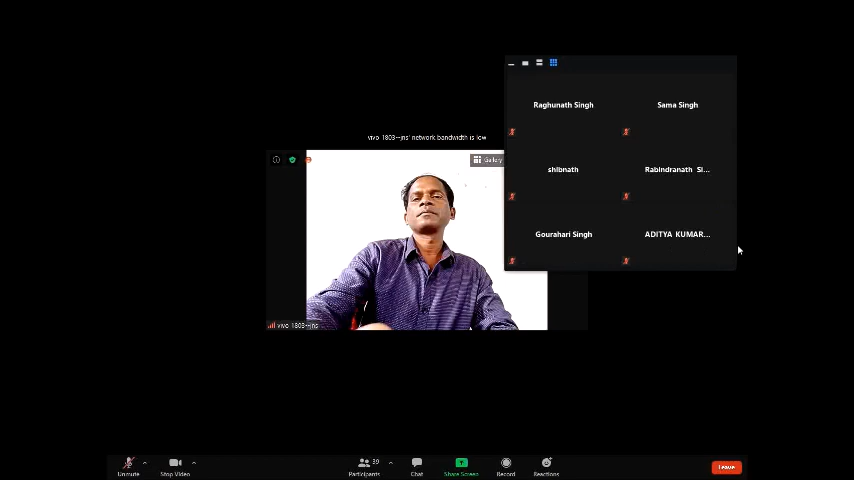 Raghunath Singh
Sama Singh
vivo 1803~~jns' network bandwidth is low
Gallery
shibnath
Rabindranath Si...
Gourahari Singh
ADITYA KUMAR...
vivo 1803~~jns
Unmute
Stop Video
39
Participants
Chat
Share Screen
Record
Reactions
Leave